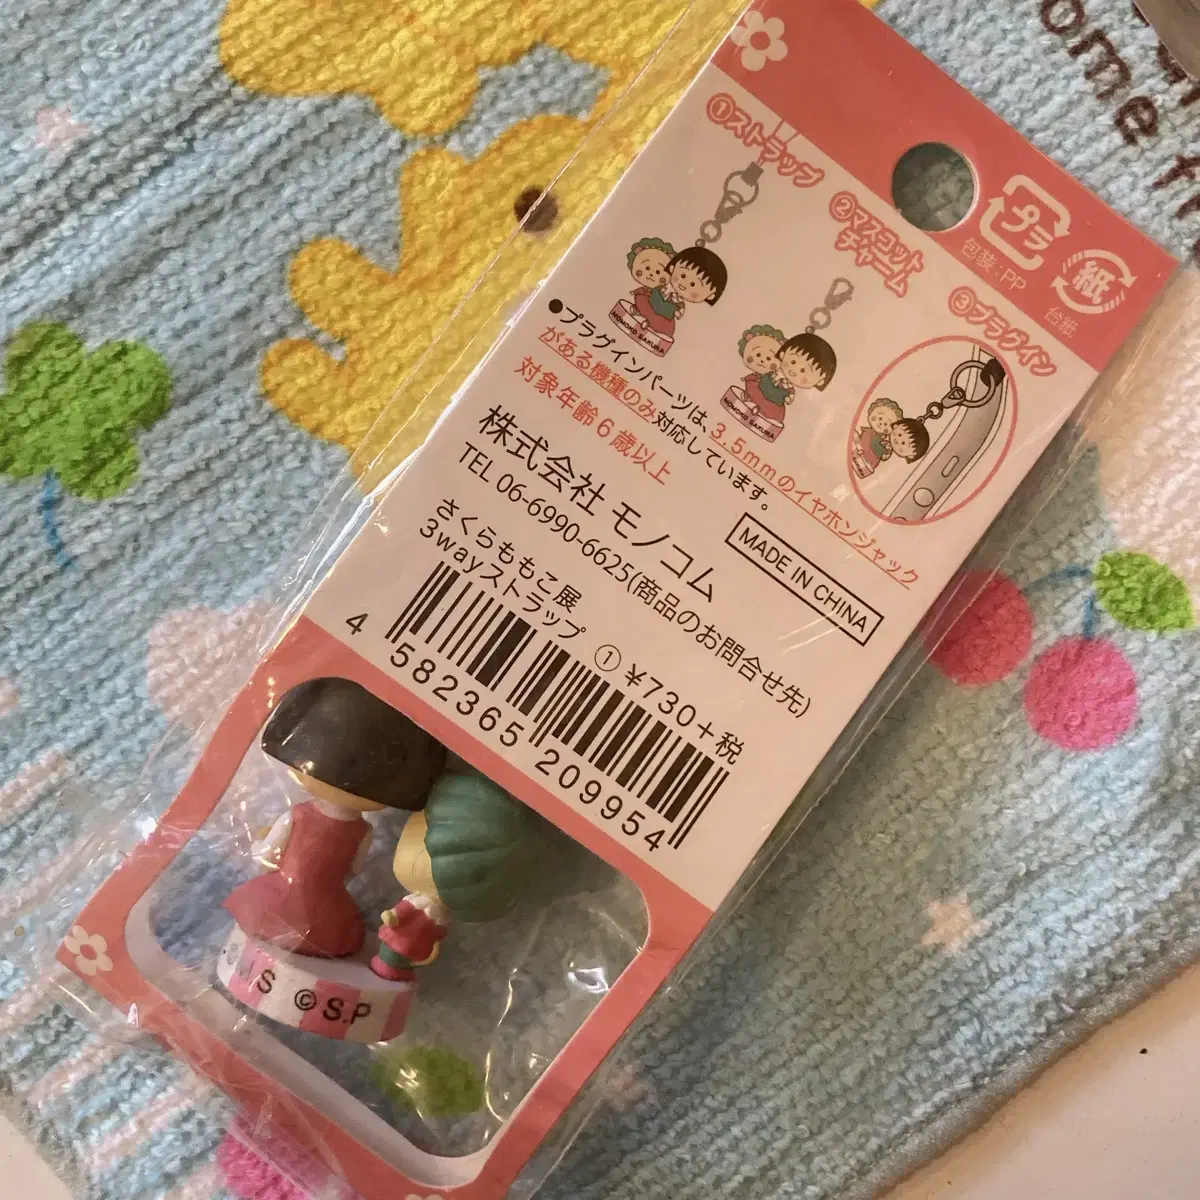 ome t
①ストラップ
②マスコット
チャーム
③プラグイン
プラ
包装:PP
紙
台紙
MOMOKO SAKURA
MOMOKO SAKURA
●プラグインパーツは、3.5mmのイヤホンジャック
がある機種のみ対応しています。
対象年齢6歳以上
MADE IN CHINA
株式会社 モノコム
TEL 06-6990-6625(商品のお問合せ先)
さくらももこ展
3wayストラップ ① ¥730+税
4 582365 209954
S ©S.P